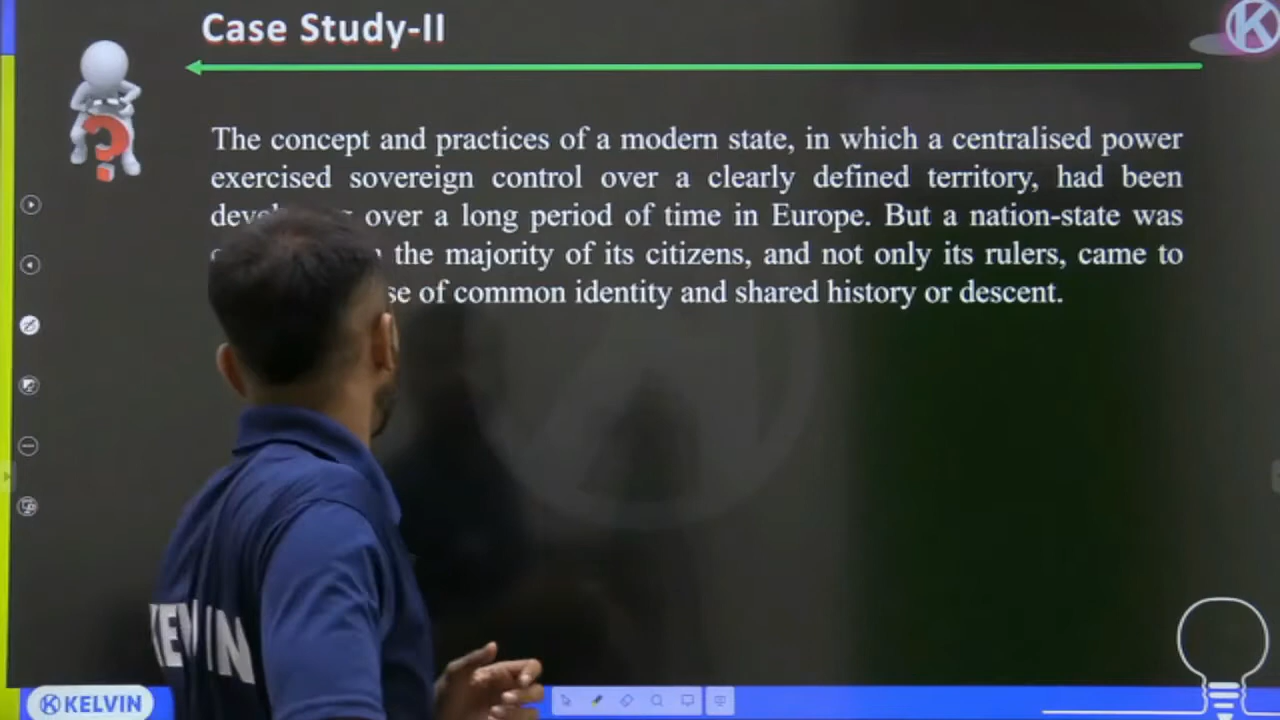 Case Study-II
The concept and practices of a modern state, in which a centralised power
exercised sovereign control over a clearly defined territory, had been
over a long period of time in Europe. But a nation-state was
the majority of its citizens, and not only its rulers, came to
of common identity and shared history or descent.
KELVIN
KELVIN